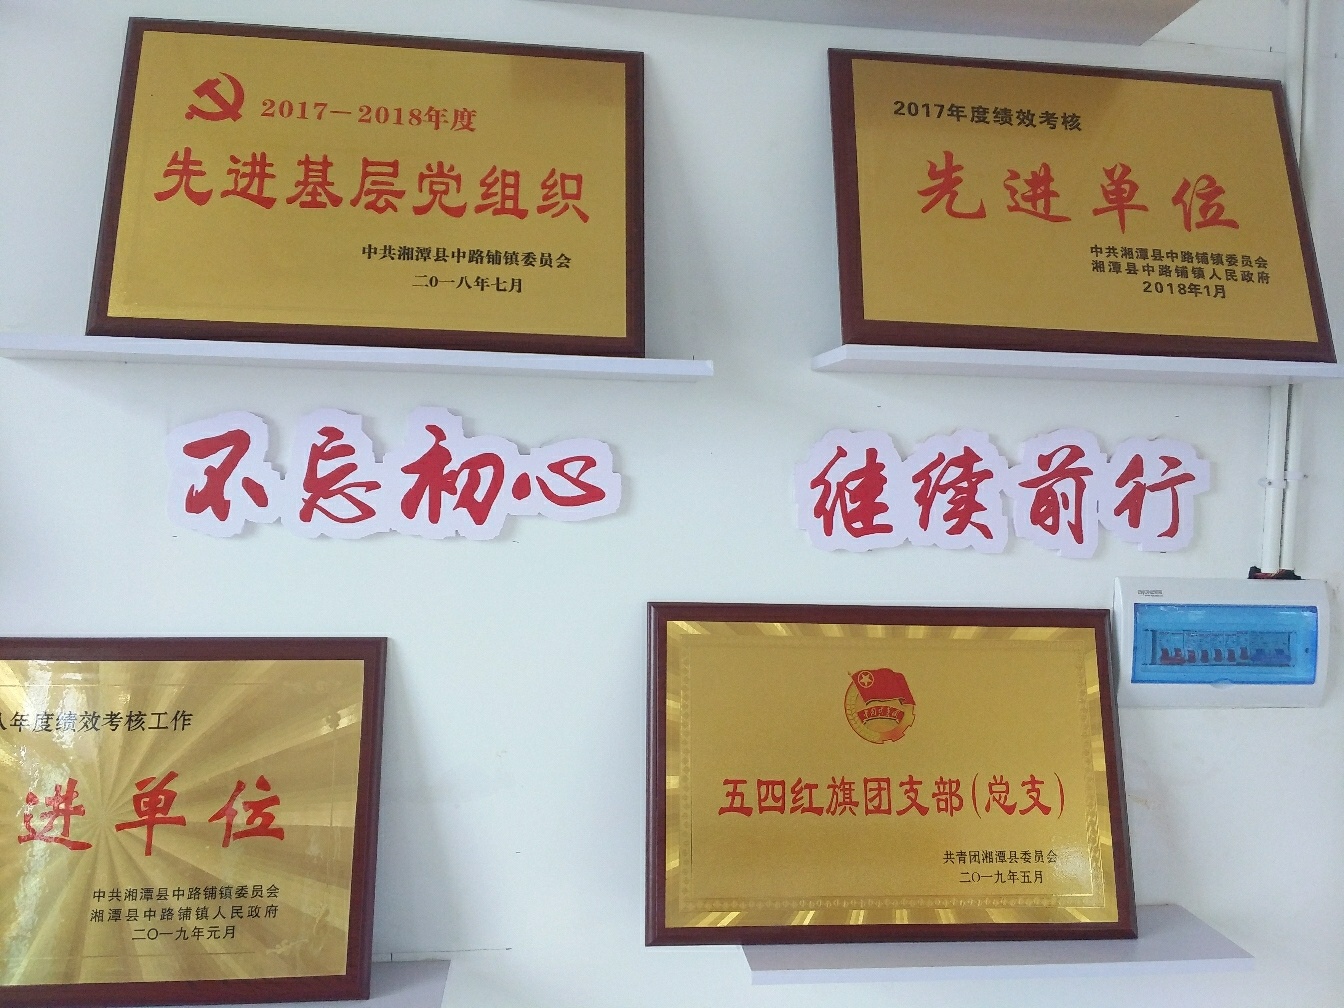 2017－2018年度
先进基层党组织
中共湘潭县中路铺镇委员会
二〇一八年七月
2017年度绩效考核
先进单位
中共湘潭县中路铺镇委员会
湘潭县中路铺镇人民政府
2018年1月
不忘初心
继续前行
八年度绩效考核工作
进单位
中共湘潭县中路铺镇委员会
湘潭县中路铺镇人民政府
二〇一九年元月
中国共青团
五四红旗团支部（总支）
共青团湘潭县委员会
二〇一九年五月